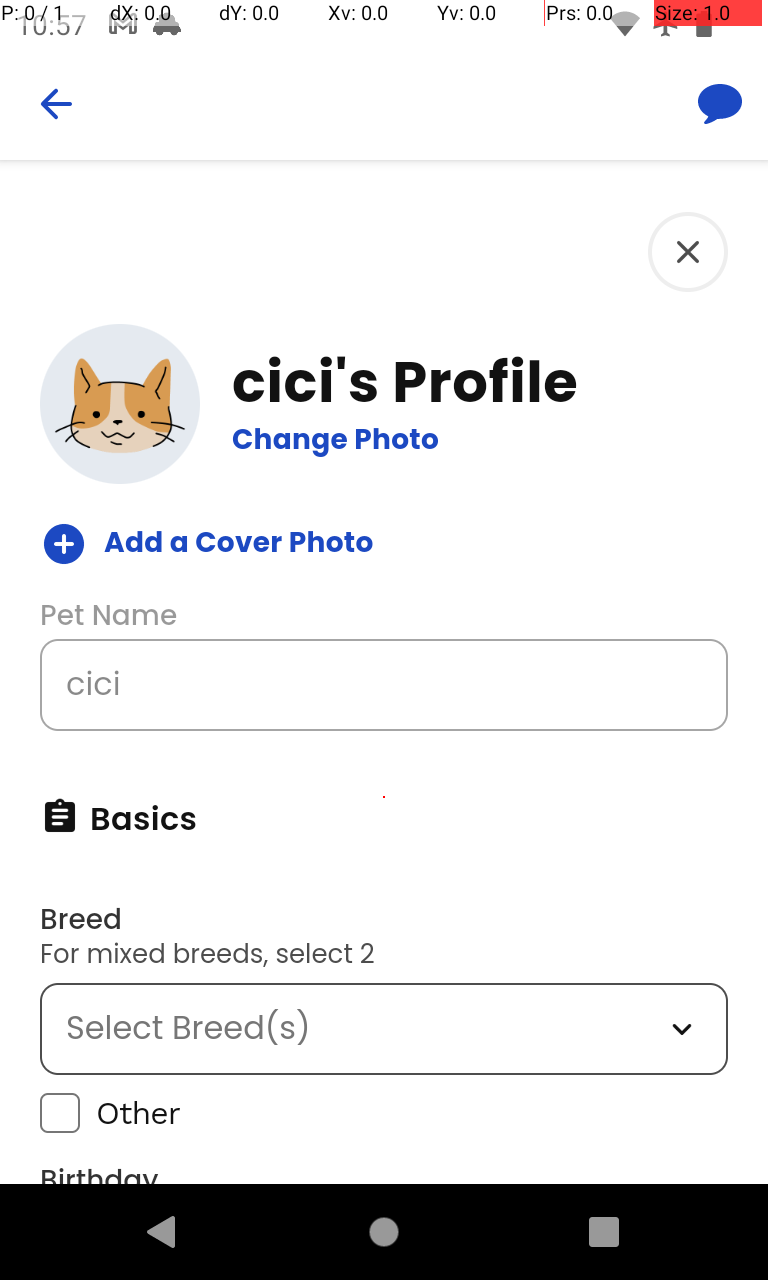 P: 0 / 1 dX: 0.0 dY: 0.0 Xv: 0.0 Yv: 0.0 Prs: 0.0 Size: 1.0
10:57
cici's Profile
Change Photo
Add a Cover Photo
Pet Name
cici
Basics
Breed
For mixed breeds, select 2
Select Breed(s)
Other
Birthday